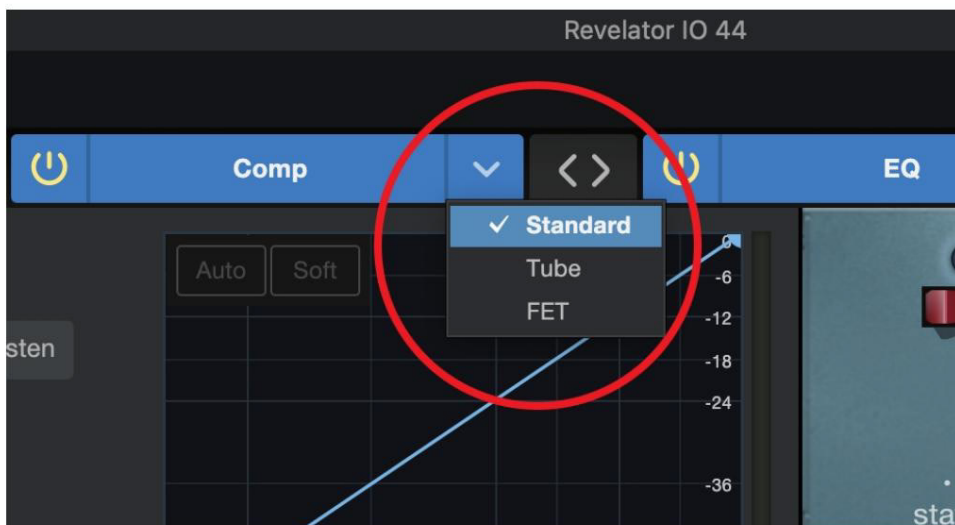 Revelator IO 44
Comp
EQ
Standard
Tube
FET
Auto Soft
sten
0
-6
-12
-18
-24
-36
sta